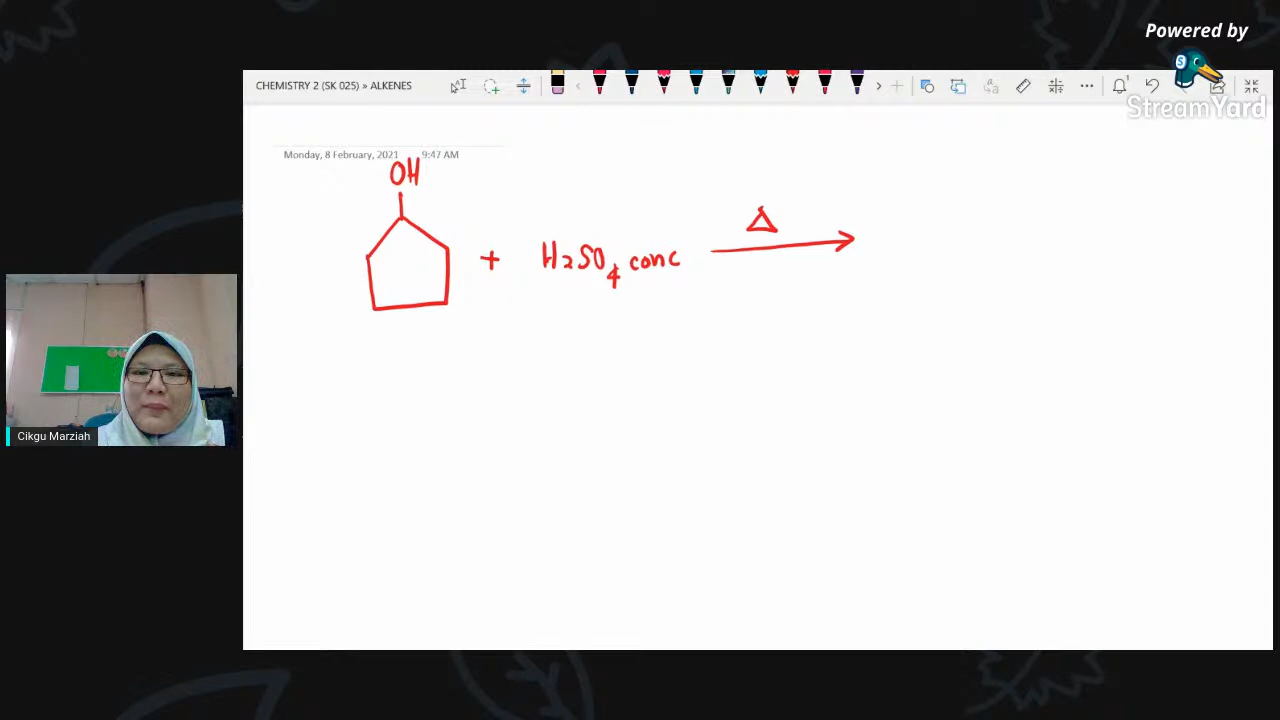 Powered by
StreamYard
CHEMISTRY 2 (SK 025) » ALKENES
Monday, 8 February, 2021 9:47 AM
OH
Δ
+ H₂SO₄ conc
Cikgu Marziah